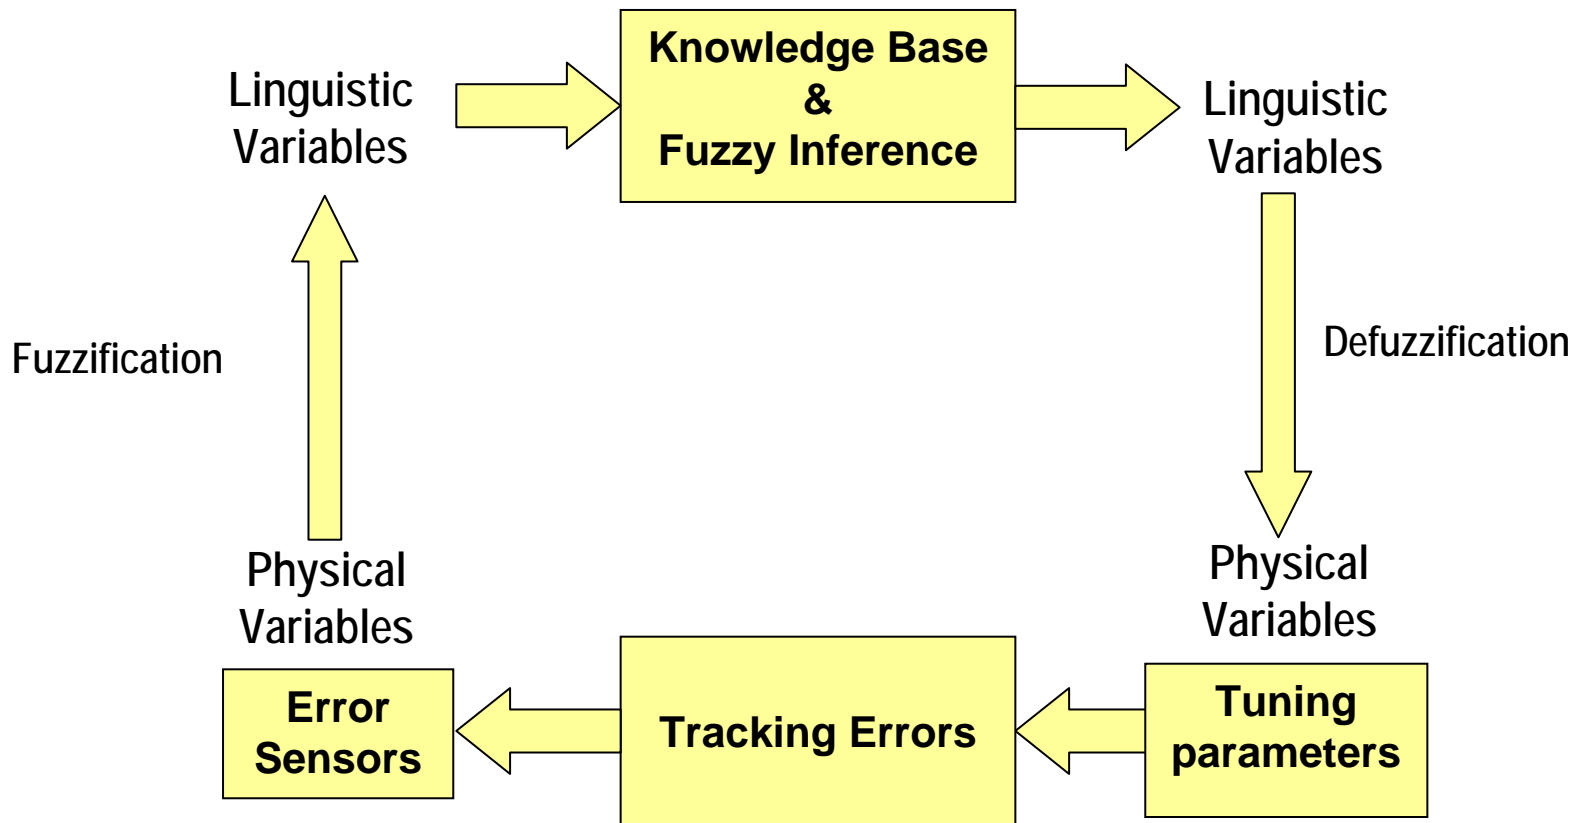 Linguistic
Variables
Knowledge Base
&
Fuzzy Inference
Linguistic
Variables
Fuzzification
Defuzzification
Physical
Variables
Physical
Variables
Error
Sensors
Tracking Errors
Tuning
parameters